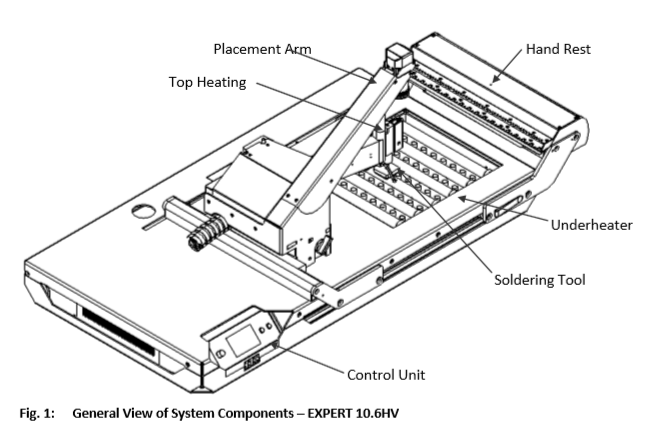 Placement Arm
Hand Rest
Top Heating
Underheater
Soldering Tool
Control Unit
Fig. 1: General View of System Components – EXPERT 10.6HV